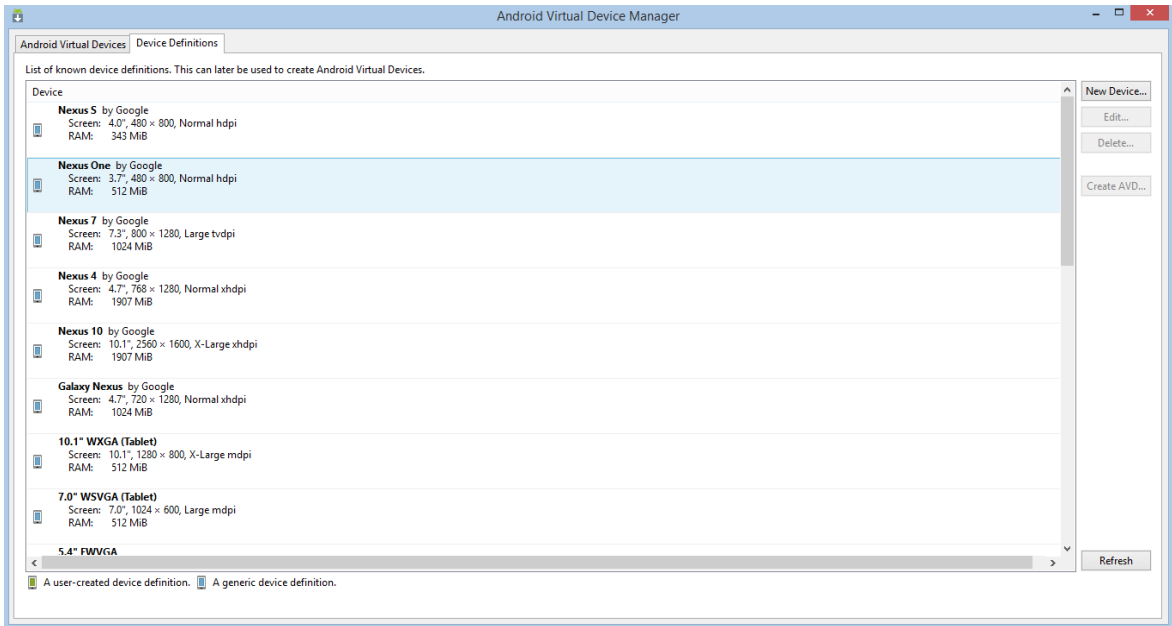 Android Virtual Device Manager
Android Virtual Devices
Device Definitions
List of known device definitions. This can later be used to create Android Virtual Devices.
Device
Nexus S by Google
Screen: 4.0", 480 × 800, Normal hdpi
RAM: 343 MiB
Nexus One by Google
Screen: 3.7", 480 × 800, Normal hdpi
RAM: 512 MiB
Nexus 7 by Google
Screen: 7.3", 800 × 1280, Large tvdpi
RAM: 1024 MiB
Nexus 4 by Google
Screen: 4.7", 768 × 1280, Normal xhdpi
RAM: 1907 MiB
Nexus 10 by Google
Screen: 10.1", 2560 × 1600, X-Large xhdpi
RAM: 1907 MiB
Galaxy Nexus by Google
Screen: 4.7", 720 × 1280, Normal xhdpi
RAM: 1024 MiB
10.1" WXGA (Tablet)
Screen: 10.1", 1280 × 800, X-Large mdpi
RAM: 512 MiB
7.0" WSVGA (Tablet)
Screen: 7.0", 1024 × 600, Large mdpi
RAM: 512 MiB
5.4" FWVGA
New Device...
Edit...
Delete...
Create AVD...
Refresh
A user-created device definition. A generic device definition.